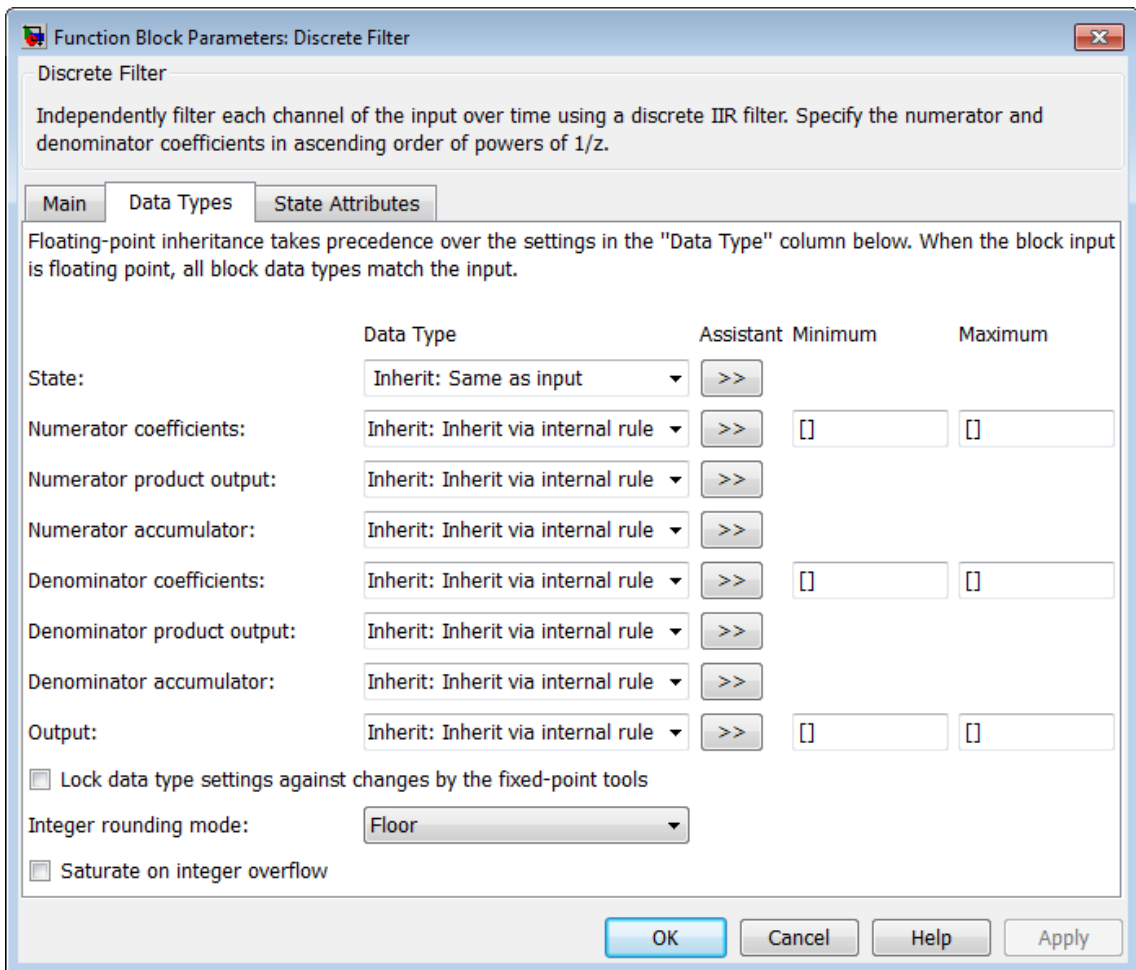 Function Block Parameters: Discrete Filter
Discrete Filter
Independently filter each channel of the input over time using a discrete IIR filter. Specify the numerator and
denominator coefficients in ascending order of powers of 1/z.
Main Data Types State Attributes
Floating-point inheritance takes precedence over the settings in the "Data Type" column below. When the block input
is floating point, all block data types match the input.
Data Type Assistant Minimum Maximum
State: Inherit: Same as input >>
Numerator coefficients: Inherit: Inherit via internal rule >> [] []
Numerator product output: Inherit: Inherit via internal rule >>
Numerator accumulator: Inherit: Inherit via internal rule >>
Denominator coefficients: Inherit: Inherit via internal rule >> [] []
Denominator product output: Inherit: Inherit via internal rule >>
Denominator accumulator: Inherit: Inherit via internal rule >>
Output: Inherit: Inherit via internal rule >> [] []
Lock data type settings against changes by the fixed-point tools
Integer rounding mode: Floor
Saturate on integer overflow
OK Cancel Help Apply